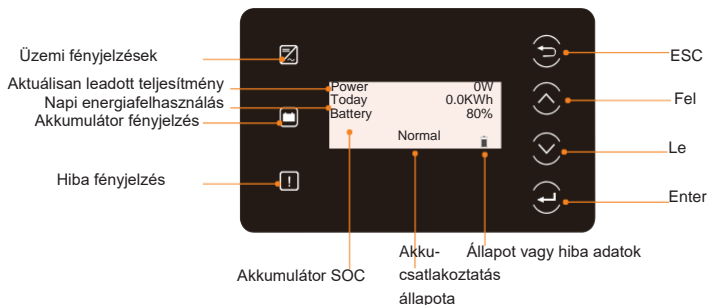 Üzemi fényjelzések
Aktuálisan leadott teljesítmény
Napi energiafelhasználás
Akkumulátor fényjelzés
Hiba fényjelzés
Power 0W
Today 0.0KWh
Battery 80%
Normal
ESC
Fel
Le
Enter
Akkumulátor SOC
Akku-
csatlakoztatás
állapota
Állapot vagy hiba adatok